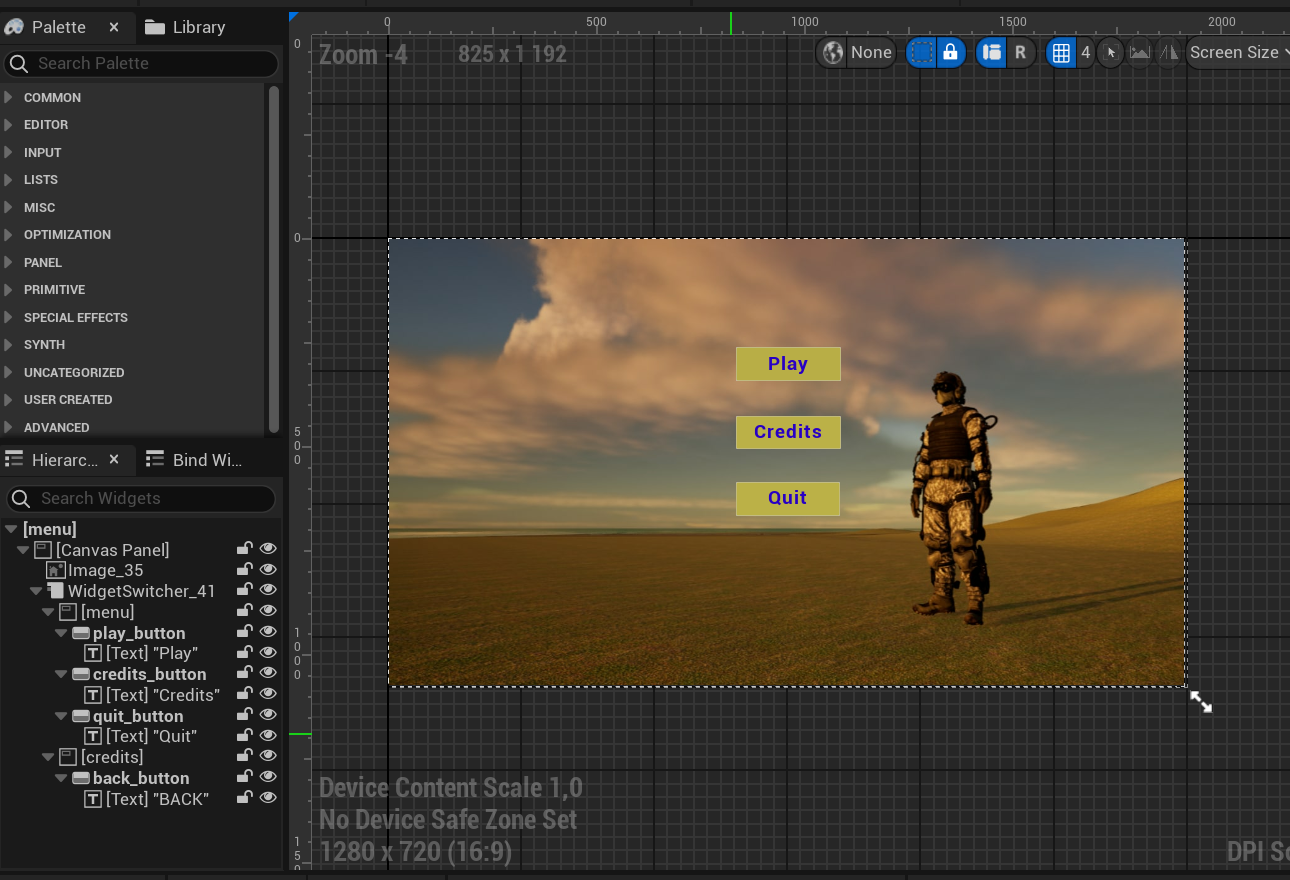 Palette
Library
Search Palette
COMMON
EDITOR
INPUT
LISTS
MISC
OPTIMIZATION
PANEL
PRIMITIVE
SPECIAL EFFECTS
SYNTH
UNCATEGORIZED
USER CREATED
ADVANCED
Hierarc...
Bind Wi...
Search Widgets
[menu]
[Canvas Panel]
Image_35
WidgetSwitcher_41
[menu]
play_button
[Text] "Play"
credits_button
[Text] "Credits"
quit_button
[Text] "Quit"
[credits]
back_button
[Text] "BACK"
0 500 1000 1500 2000
Zoom -4 825 x 1 192
None R 4 Screen Size
0
0
500
1000
150
Play
Credits
Quit
Device Content Scale 1,0
No Device Safe Zone Set
1280 x 720 (16:9)
DPI Sc